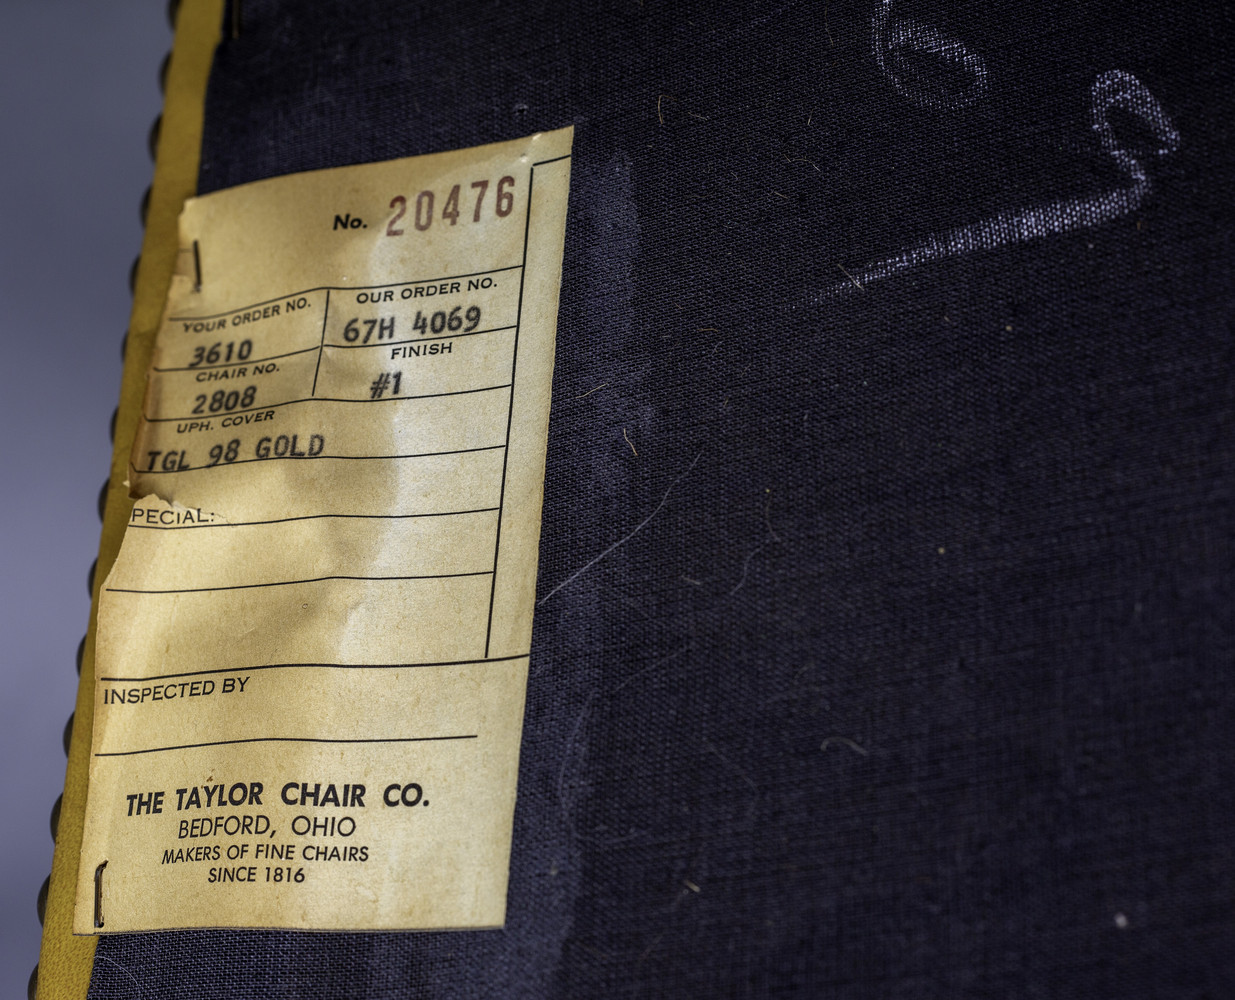 No. 20476
YOUR ORDER NO. OUR ORDER NO.
3610 67H 4069
CHAIR NO. FINISH
2808 #1
UPH. COVER
TGL 98 GOLD
PECIAL:
INSPECTED BY
THE TAYLOR CHAIR CO.
BEDFORD, OHIO
MAKERS OF FINE CHAIRS
SINCE 1816